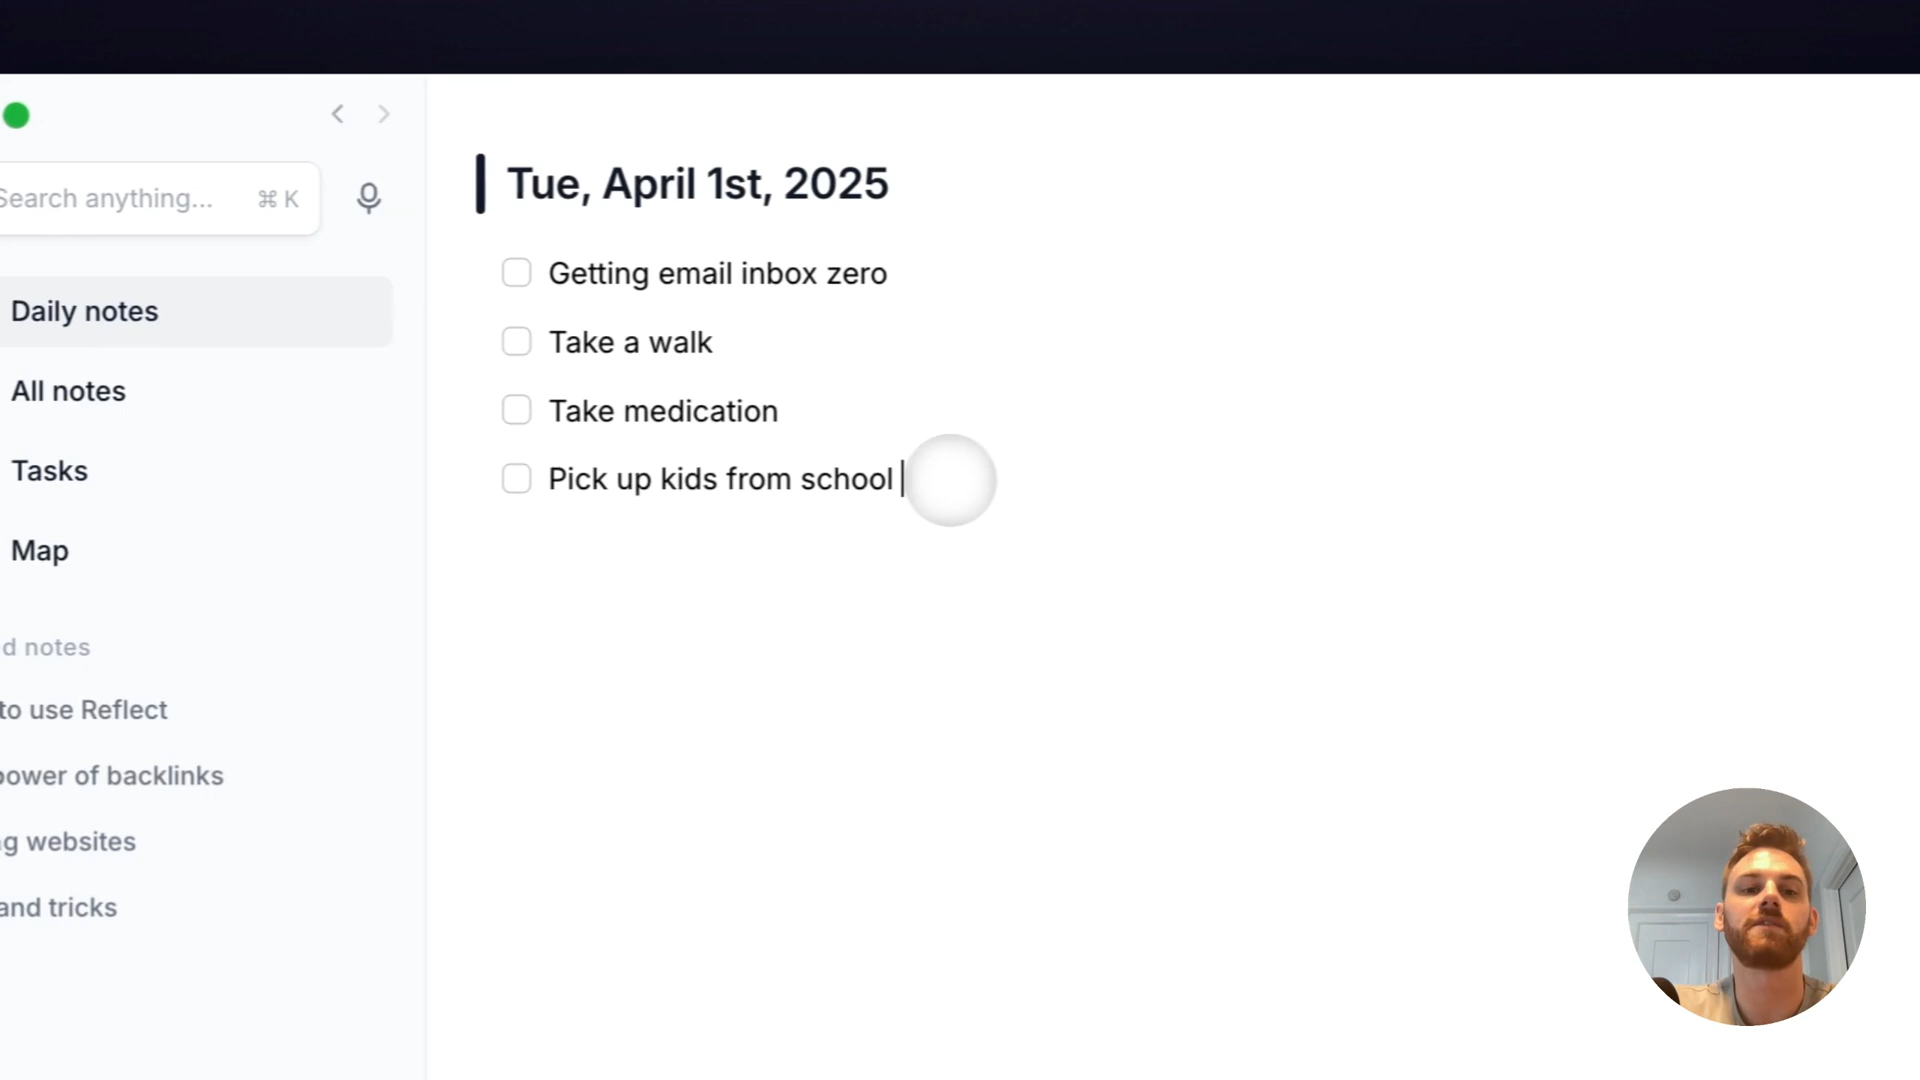 Search anything... ⌘ K
Daily notes
All notes
Tasks
Map
d notes
to use Reflect
power of backlinks
g websites
and tricks
Tue, April 1st, 2025
Getting email inbox zero
Take a walk
Take medication
Pick up kids from school